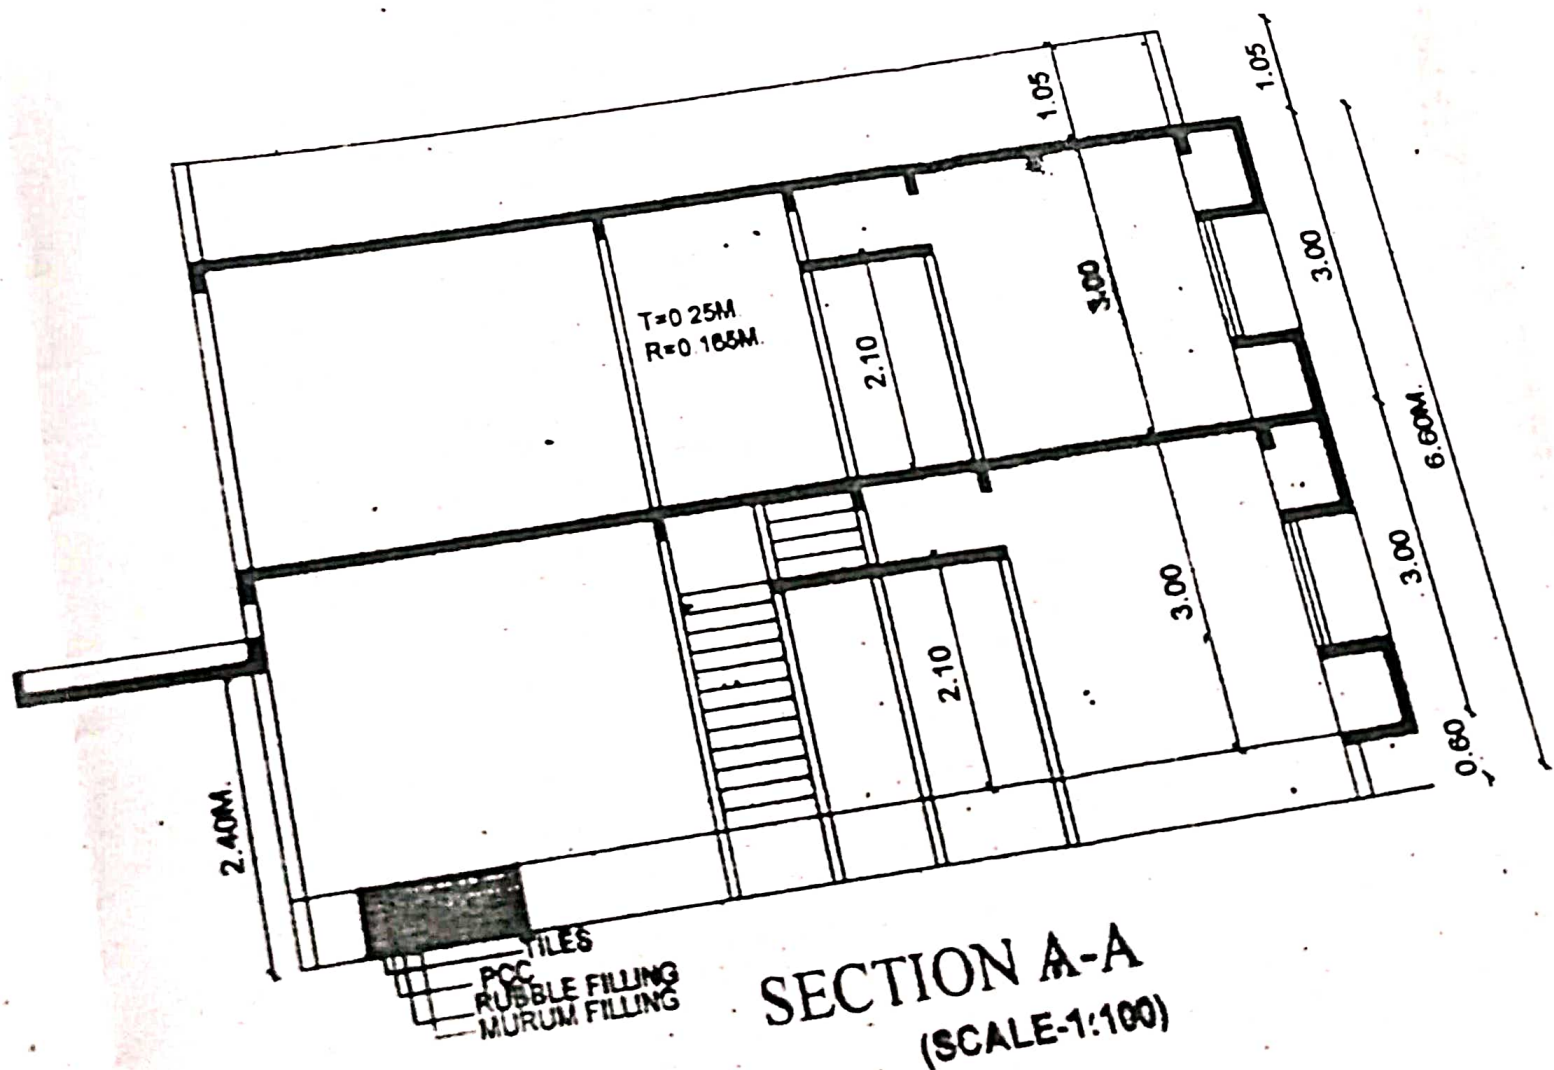 1.05
1.05
T=0.25M.
R=0.165M.
3.00
3.00
2.10
6.60M.
3.00
3.00
2.10
0.60
2.40M.
TILES
PCC
RUBBLE FILLING
MURUM FILLING
SECTION A-A
(SCALE-1:100)